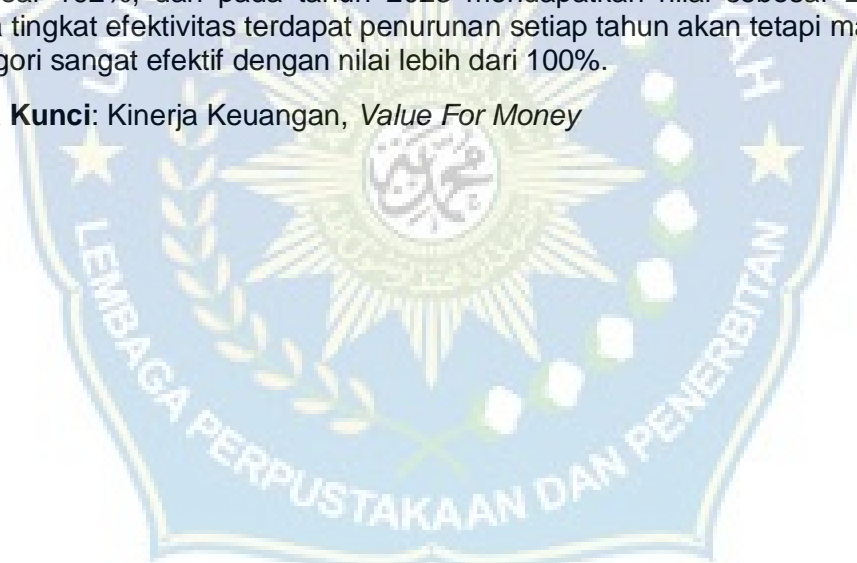 a tingkat efektivitas terdapat penurunan setiap tahun akan tetapi ma
gori sangat efektif dengan nilai lebih dari 100%.
Kunci: Kinerja Keuangan, Value For Money
LEMBAGA PERPUSTAKAAN DAN PENERBITAN